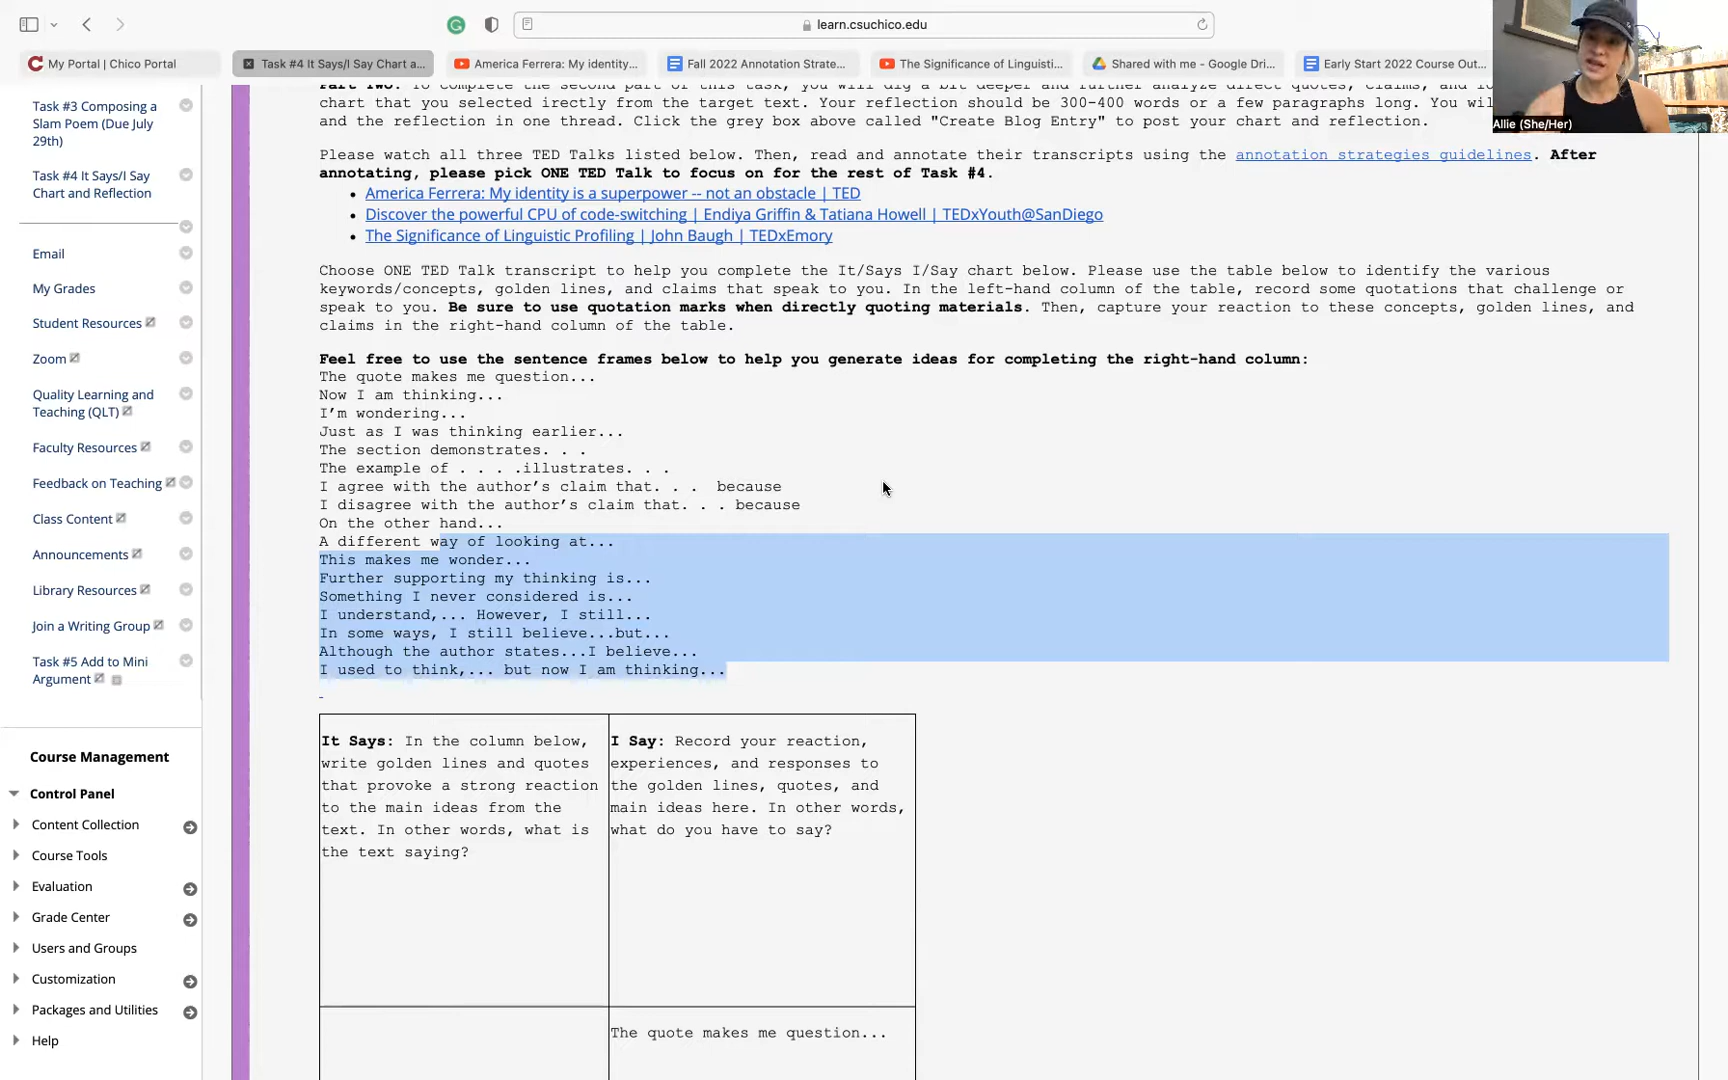 learn.csuchico.edu
My Portal | Chico Portal
Task #4 It Says/I Say Chart a...
America Ferrera: My identity...
Fall 2022 Annotation Strate...
The Significance of Linguisti...
Shared with me - Google Dri...
Early Start 2022 Course Out...
Allie (She/Her)
Task #3 Composing a
Slam Poem (Due July
29th)
Task #4 It Says/I Say
Chart and Reflection
Email
My Grades
Student Resources
Zoom
Quality Learning and
Teaching (QLT)
Faculty Resources
Feedback on Teaching
Class Content
Announcements
Library Resources
Join a Writing Group
Task #5 Add to Mini
Argument
Course Management
Control Panel
Content Collection
Course Tools
Evaluation
Grade Center
Users and Groups
Customization
Packages and Utilities
Help
Part Two: To complete the second part of this task, you will dig a bit deeper and further analyze direct quotes, claims, and
chart that you selected irectly from the target text. Your reflection should be 300-400 words or a few paragraphs long. You
and the reflection in one thread. Click the grey box above called "Create Blog Entry" to post your chart and reflection.
Please watch all three TED Talks listed below. Then, read and annotate their transcripts using the annotation strategies guidelines. After
annotating, please pick ONE TED Talk to focus on for the rest of Task #4.
• America Ferrera: My identity is a superpower -- not an obstacle | TED
• Discover the powerful CPU of code-switching | Endiya Griffin & Tatiana Howell | TEDxYouth@SanDiego
• The Significance of Linguistic Profiling | John Baugh | TEDxEmory
Choose ONE TED Talk transcript to help you complete the It/Says I/Say chart below. Please use the table below to identify the various
keywords/concepts, golden lines, and claims that speak to you. In the left-hand column of the table, record some quotations that challenge or
speak to you. Be sure to use quotation marks when directly quoting materials. Then, capture your reaction to these concepts, golden lines, and
claims in the right-hand column of the table.
Feel free to use the sentence frames below to help you generate ideas for completing the right-hand column:
The quote makes me question...
Now I am thinking...
I’m wondering...
Just as I was thinking earlier...
The section demonstrates. . .
The example of . . . .illustrates. . .
I agree with the author’s claim that. . .  because
I disagree with the author’s claim that. . . because
On the other hand...
A different way of looking at...
This makes me wonder...
Further supporting my thinking is...
Something I never considered is...
I understand,... However, I still...
In some ways, I still believe...but...
Although the author states...I believe...
I used to think,... but now I am thinking...
It Says: In the column below,
write golden lines and quotes
that provoke a strong reaction
to the main ideas from the
text. In other words, what is
the text saying?
I Say: Record your reaction,
experiences, and responses to
the golden lines, quotes, and
main ideas here. In other words,
what do you have to say?
The quote makes me question...